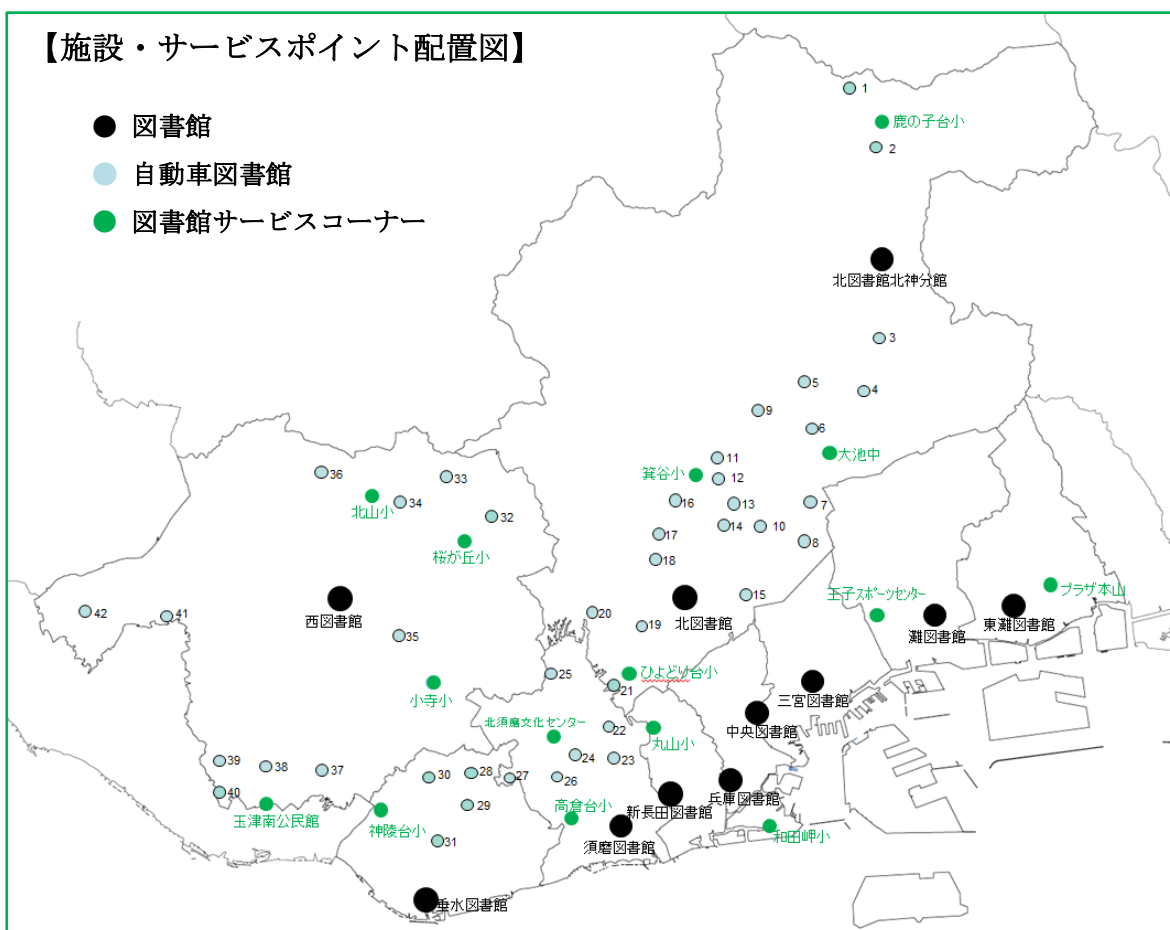 【施設・サービスポイント配置図】
図書館
自動車図書館
図書館サービスコーナー
1
鹿の子台小
2
北図書館北神分館
3
5
4
9
6
大池中
11
箕谷小
12
36
33
16
13
7
34
北山小
32
14
10
17
8
桜が丘小
18
15
プラザ本山
42
41
西図書館
20
19
北図書館
王子スポーツセンター
灘図書館
東灘図書館
35
25
ひよどり台小
21
小寺小
三宮図書館
北須磨文化センター
22
丸山小
中央図書館
39
38
37
30
28
27
24
23
26
40
29
兵庫図書館
玉津南公民館
神陵台小
高倉台小
新長田図書館
和田岬小
31
須磨図書館
垂水図書館